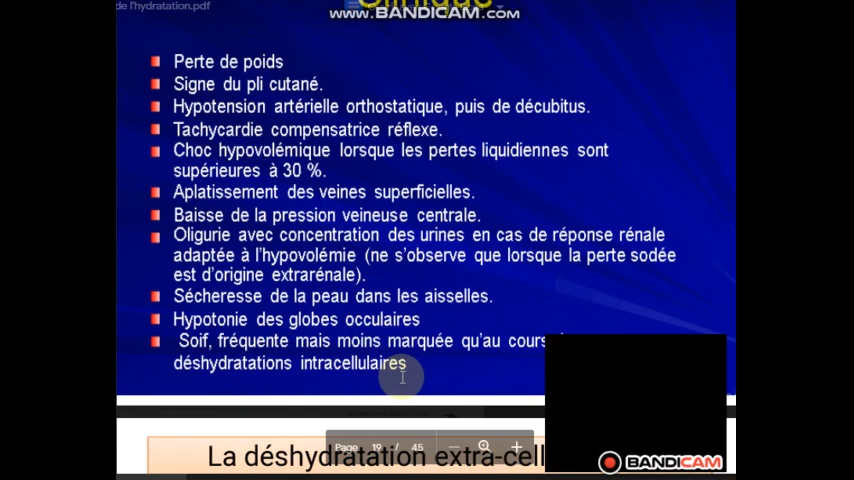 de l'hydratation.pdf
Clinique
www.BANDICAM.com
Perte de poids
Signe du pli cutané.
Hypotension artérielle orthostatique, puis de décubitus.
Tachycardie compensatrice réflexe.
Choc hypovolémique lorsque les pertes liquidiennes sont
supérieures à 30 %.
Aplatissement des veines superficielles.
Baisse de la pression veineuse centrale.
Oligurie avec concentration des urines en cas de réponse rénale
adaptée à l'hypovolémie (ne s'observe que lorsque la perte sodée
est d'origine extrarénale).
Sécheresse de la peau dans les aisselles.
Hypotonie des globes occulaires
Soif, fréquente mais moins marquée qu'au cours
déshydratations intracellulaires
Page 19 / 45
La déshydratation extra-cell
BANDICAM